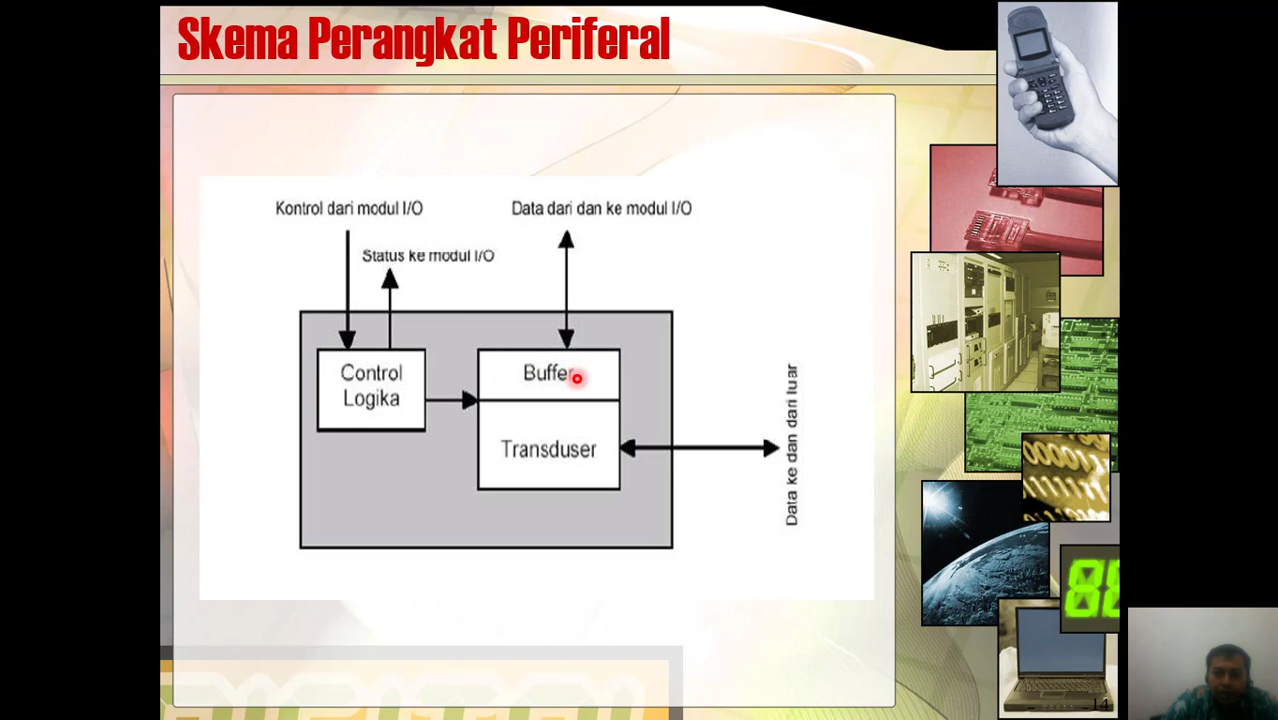 Skema Perangkat Periferal
Kontrol dari modul I/O
Data dari dan ke modul I/O
Status ke modul I/O
Control
Logika
Buffer
Transduser
Data ke dan dari luar
14